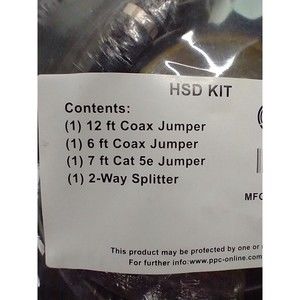 HSD KIT
Contents:
(1) 12 ft Coax Jumper
(1) 6 ft Coax Jumper
(1) 7 ft Cat 5e Jumper
(1) 2-Way Splitter
MFG
This product may be protected by one or
For further info:www.ppc-online.com